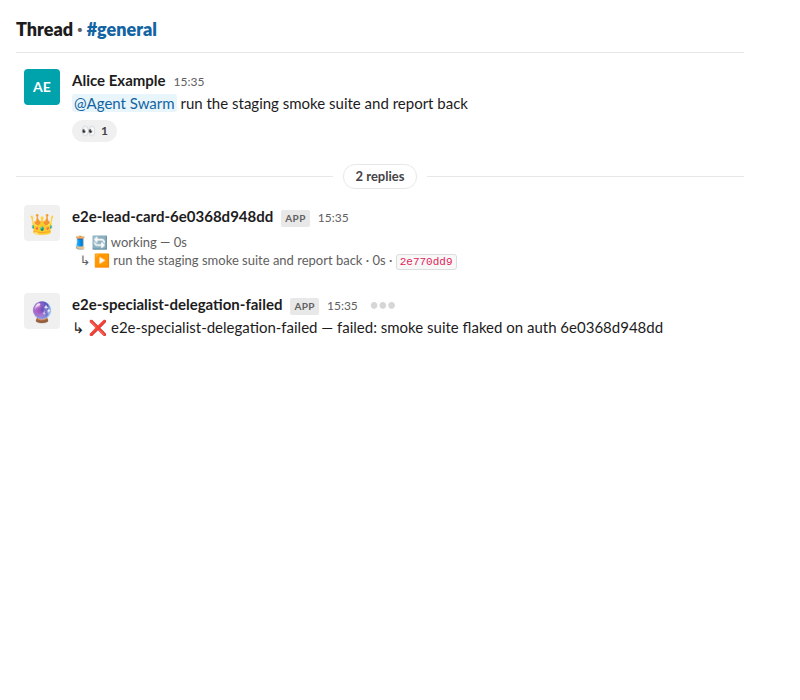 Thread • #general
AE
Alice Example 15:35
@Agent Swarm run the staging smoke suite and report back
👀 1
2 replies
e2e-lead-card-6e0368d948dd APP 15:35
🧵 🔄 working — 0s
↳ ▶️ run the staging smoke suite and report back · 0s · 2e770dd9
e2e-specialist-delegation-failed APP 15:35
↳ ❌ e2e-specialist-delegation-failed — failed: smoke suite flaked on auth 6e0368d948dd